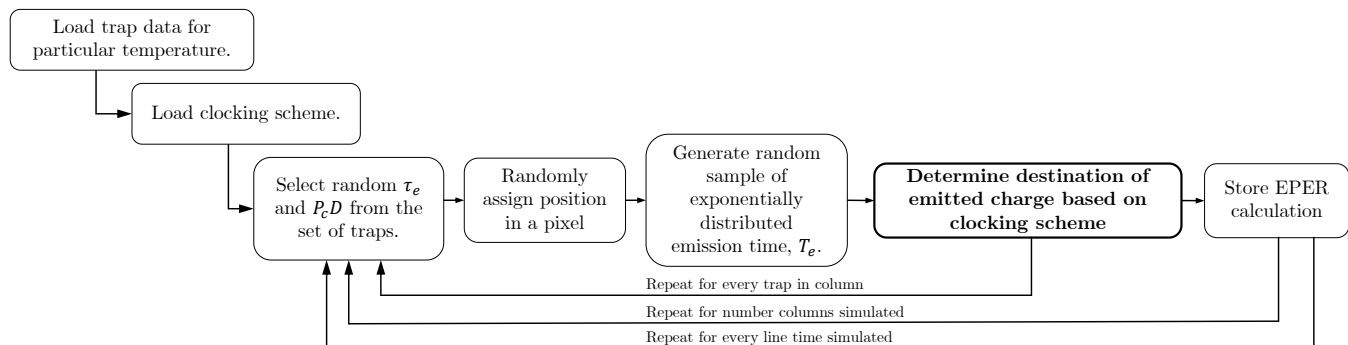 Load trap data for
particular temperature.
Load clocking scheme.
Select random τₑ
and P𝑐D from the
set of traps.
Randomly
assign position
in a pixel
Generate random
sample of
exponentially
distributed
emission time, Tₑ.
Determine destination of
emitted charge based on
clocking scheme
Store EPER
calculation
Repeat for every trap in column
Repeat for number columns simulated
Repeat for every line time simulated